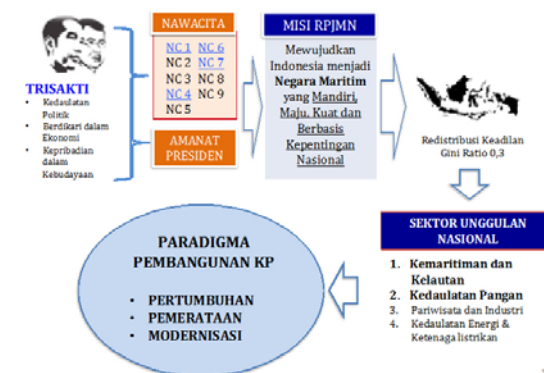 TRISAKTI
• Kedaulatan
Politik
• Berdikari dalam
Ekonomi
• Kepribadian
dalam
Kebudayaan
NAWACITA
NC 1 NC 6
NC 2 NC 7
NC 3 NC 8
NC 4 NC 9
NC 5
AMANAT
PRESIDEN
MISI RPJMN
Mewujudkan
Indonesia menjadi
Negara Maritim
yang Mandiri,
Maju, Kuat dan
Berbasis
Kepentingan
Nasional
Redistribusi Keadilan
Gini Ratio 0,3
SEKTOR UNGGULAN
NASIONAL
1. Kemaritiman dan
Kelautan
2. Kedaulatan Pangan
3. Pariwisata dan Industri
4. Kedaulatan Energi &
Ketenaga listrikan
PARADIGMA
PEMBANGUNAN KP
• PERTUMBUHAN
• PEMERATAAN
• MODERNISASI